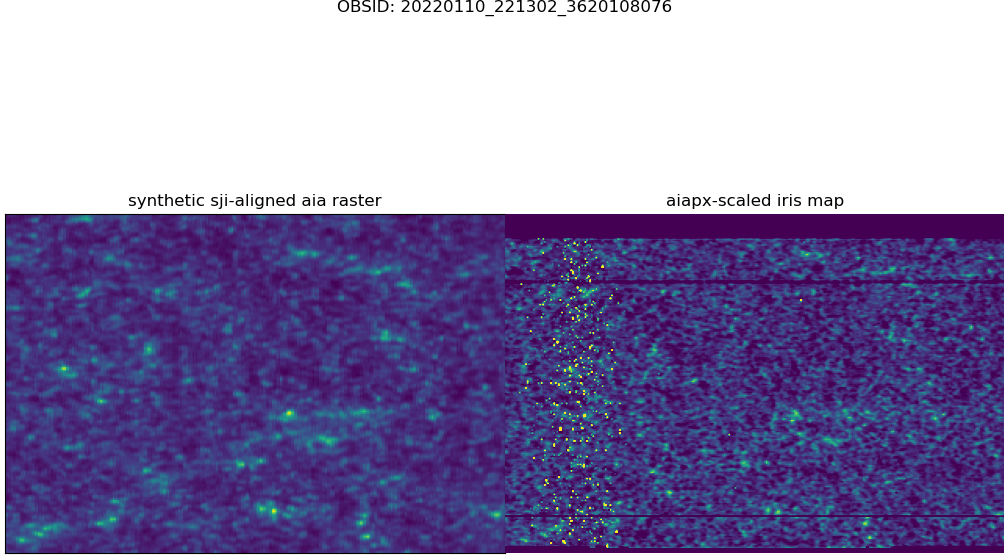 OBSID: 20220110_221302_3620108076
synthetic sji-aligned aia raster
aiapx-scaled iris map